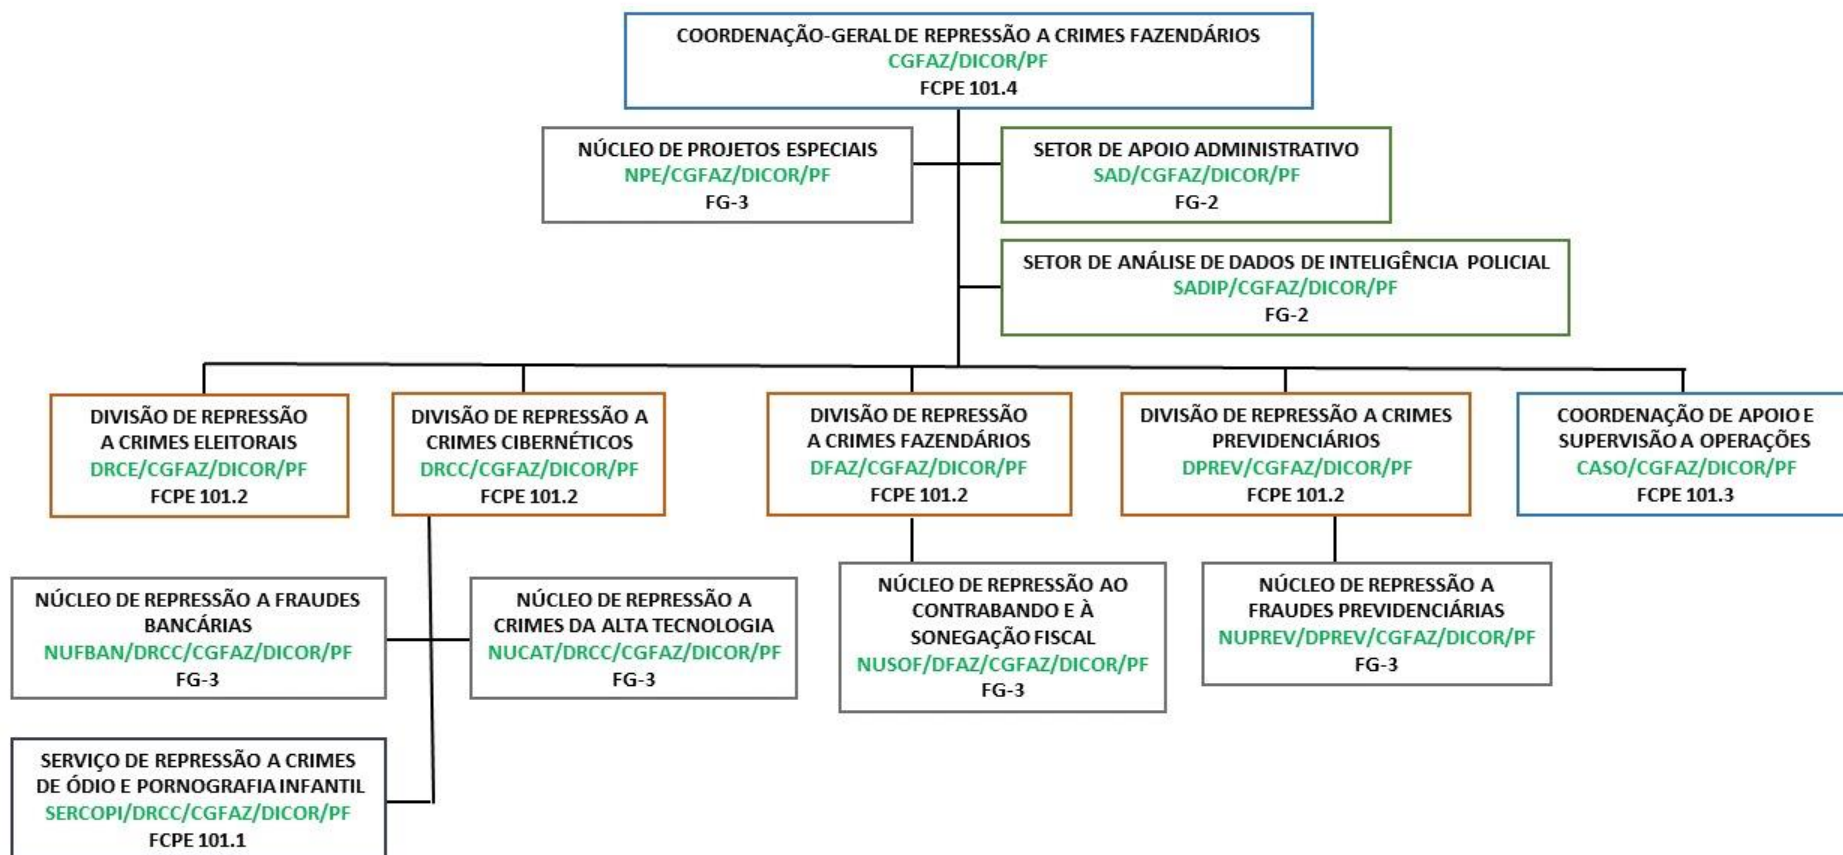 COORDENAÇÃO-GERAL DE REPRESSÃO A CRIMES FAZENDÁRIOS
CGFAZ/DICOR/PF
FCPE 101.4
NÚCLEO DE PROJETOS ESPECIAIS
NPE/CGFAZ/DICOR/PF
FG-3
SETOR DE APOIO ADMINISTRATIVO
SAD/CGFAZ/DICOR/PF
FG-2
SETOR DE ANÁLISE DE DADOS DE INTELIGÊNCIA POLICIAL
SADIP/CGFAZ/DICOR/PF
FG-2
DIVISÃO DE REPRESSÃO
A CRIMES ELEITORAIS
DRCE/CGFAZ/DICOR/PF
FCPE 101.2
DIVISÃO DE REPRESSÃO A
CRIMES CIBERNÉTICOS
DRCC/CGFAZ/DICOR/PF
FCPE 101.2
DIVISÃO DE REPRESSÃO
A CRIMES FAZENDÁRIOS
DFAZ/CGFAZ/DICOR/PF
FCPE 101.2
DIVISÃO DE REPRESSÃO A CRIMES
PREVIDENCIÁRIOS
DPREV/CGFAZ/DICOR/PF
FCPE 101.2
COORDENAÇÃO DE APOIO E
SUPERVISÃO A OPERAÇÕES
CASO/CGFAZ/DICOR/PF
FCPE 101.3
NÚCLEO DE REPRESSÃO A FRAUDES
BANCÁRIAS
NUFBAN/DRCC/CGFAZ/DICOR/PF
FG-3
NÚCLEO DE REPRESSÃO A
CRIMES DA ALTA TECNOLOGIA
NUCAT/DRCC/CGFAZ/DICOR/PF
FG-3
NÚCLEO DE REPRESSÃO AO
CONTRABANDO E À
SONEGAÇÃO FISCAL
NUSOF/DFAZ/CGFAZ/DICOR/PF
FG-3
NÚCLEO DE REPRESSÃO A
FRAUDES PREVIDENCIÁRIAS
NUPREV/DPREV/CGFAZ/DICOR/PF
FG-3
SERVIÇO DE REPRESSÃO A CRIMES
DE ÓDIO E PORNOGRAFIA INFANTIL
SERCOPI/DRCC/CGFAZ/DICOR/PF
FCPE 101.1